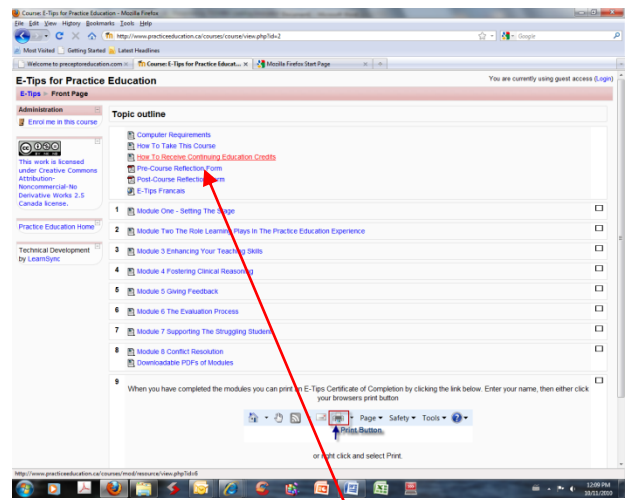 Course: E-Tips for Practice Education - Mozilla Firefox
File Edit View History Bookmarks Tools Help
http://www.practiceeducation.ca/courses/course/view.php?id=2
Google
Most Visited Getting Started Latest Headlines
Welcome to preceptoreducation.com
Course: E-Tips for Practice Educat...
Mozilla Firefox Start Page
E-Tips for Practice Education
You are currently using guest access (Login)
E-Tips Front Page
Administration
Enrol me in this course
This work is licensed
under Creative Commons
Attribution-
Noncommercial-No
Derivative Works 2.5
Canada license.
Practice Education Home
Technical Development
by LearnSync
Topic outline
Computer Requirements
How To Take This Course
How To Receive Continuing Education Credits
Pre-Course Reflection Form
Post-Course Reflection Form
E-Tips Francais
1 Module One - Setting The Stage
2 Module Two The Role Learning Plays In The Practice Education Experience
3 Module 3 Enhancing Your Teaching Skills
4 Module 4 Fostering Clinical Reasoning
5 Module 5 Giving Feedback
6 Module 6 The Evaluation Process
7 Module 7 Supporting The Struggling Student
8 Module 8 Conflict Resolution
Downloadable PDFs of Modules
9
When you have completed the modules you can print an E-Tips Certificate of Completion by clicking the link below. Enter your name, then either click
your browsers print button
Page Safety Tools
Print Button
or right click and select Print.
http://www.practiceeducation.ca/courses/mod/resource/view.php?id=6
12:09 PM
10/11/2010